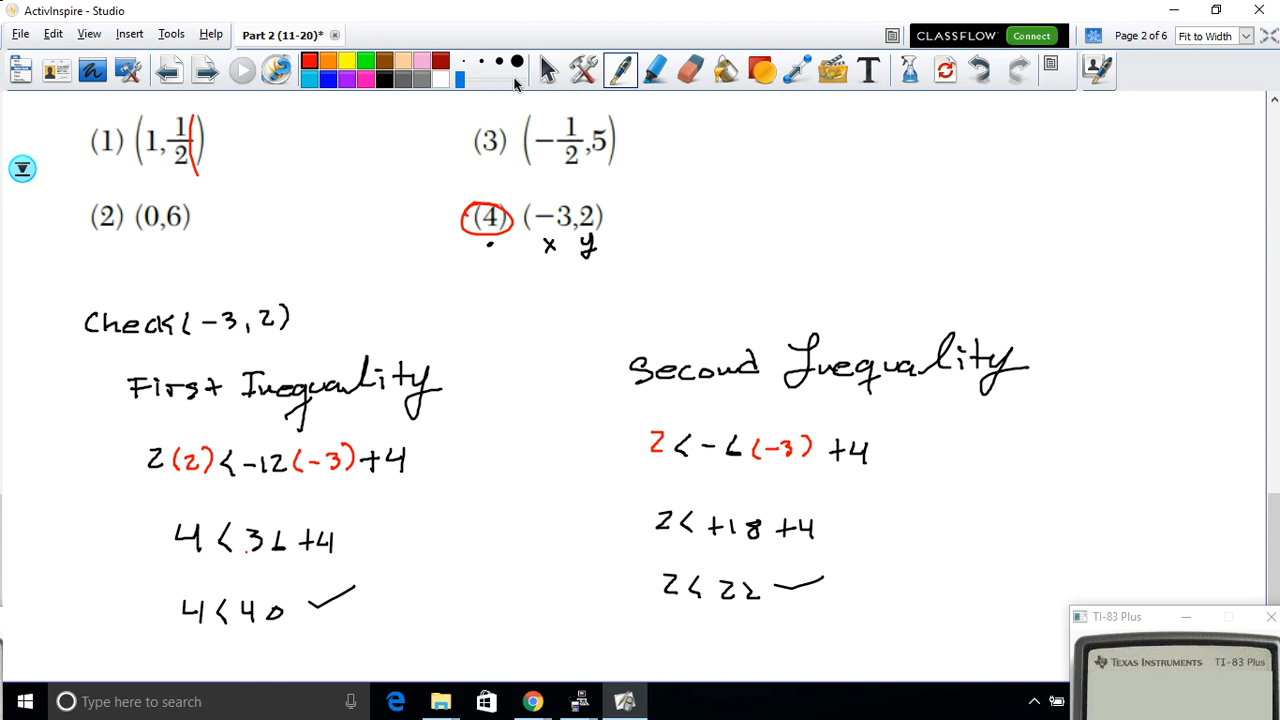 ActivInspire - Studio
File Edit View Insert Tools Help Part 2 (11-20)* CLASSFLOW Connect Page 2 of 6 Fit to Width
(1) (1, 1/2) (3) (-1/2, 5)
(2) (0,6) (4) (-3,2)
x y
Check (-3, 2)
First Inequality Second Inequality
2(2) < -12(-3) +4 2 < -6(-3) +4
4 < 36 +4 2 < +18 +4
4 < 40 ✓ 2 < 22 ✓
TI-83 Plus
TEXAS INSTRUMENTS TI-83 Plus
Type here to search